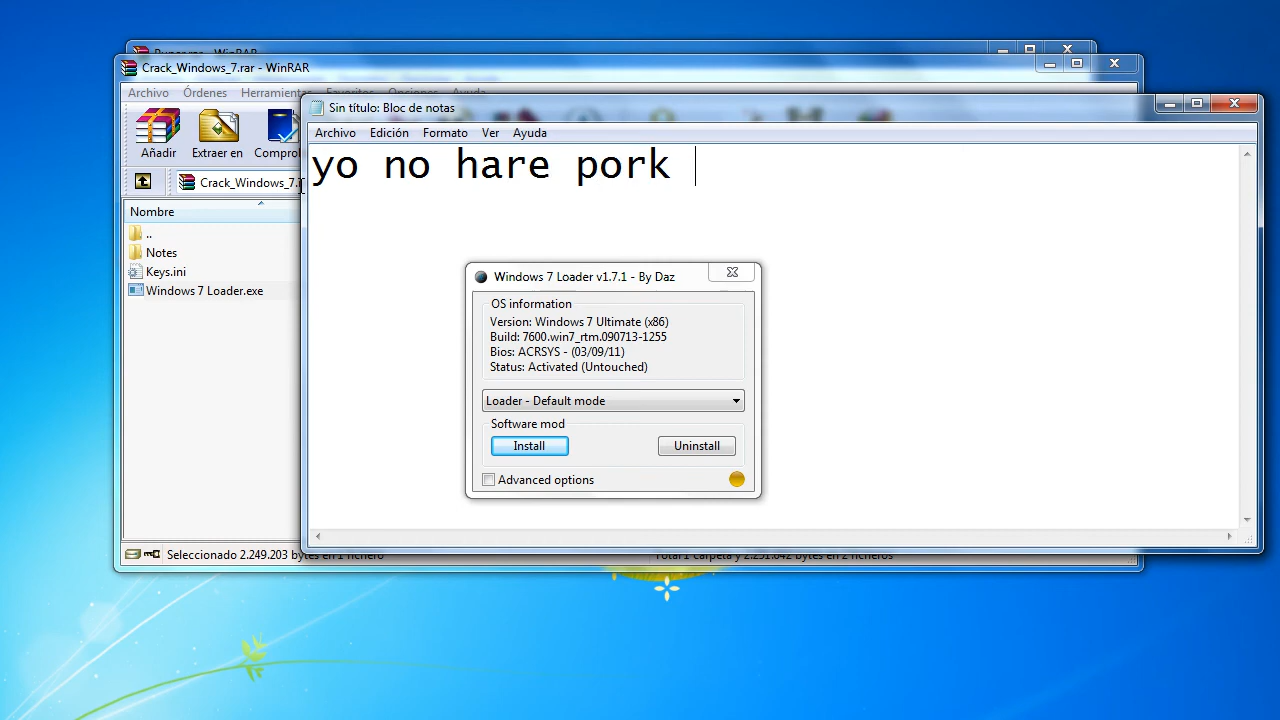 Crack_Windows_7.rar - WinRAR
Archivo Órdenes Herramien
Añadir Extraer en Comprob
Crack_Windows_7.r
Nombre
..
Notes
Keys.ini
Windows 7 Loader.exe
Sin título: Bloc de notas
Archivo Edición Formato Ver Ayuda
yo no hare pork
Windows 7 Loader v1.7.1 - By Daz
OS information
Version: Windows 7 Ultimate (x86)
Build: 7600.win7_rtm.090713-1255
Bios: ACRSYS - (03/09/11)
Status: Activated (Untouched)
Loader - Default mode
Software mod
Install Uninstall
Advanced options
Seleccionado 2.249.203 bytes en 1 fichero